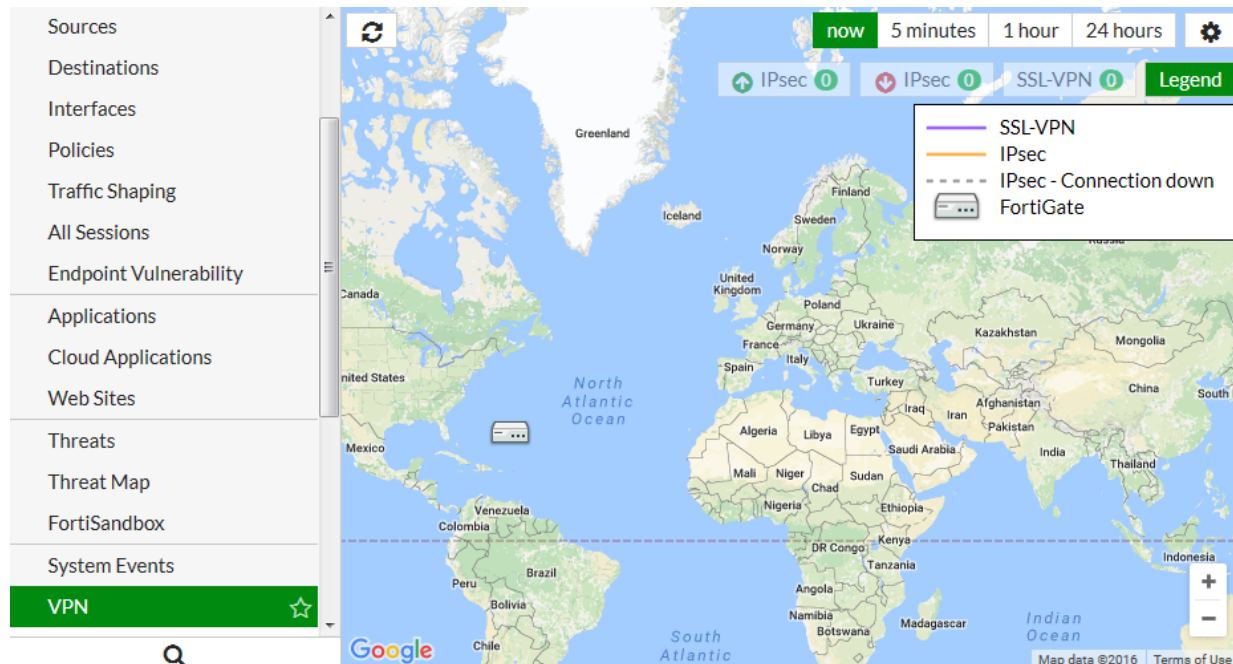 Sources
Destinations
Interfaces
Policies
Traffic Shaping
All Sessions
Endpoint Vulnerability
Applications
Cloud Applications
Web Sites
Threats
Threat Map
FortiSandbox
System Events
VPN
now 5 minutes 1 hour 24 hours
IPsec 0 IPsec 0 SSL-VPN 0 Legend
SSL-VPN
IPsec
IPsec - Connection down
FortiGate
Greenland
Finland
Iceland
Sweden
Norway
United
Kingdom
Canada
Poland
Germany
Ukraine
Kazakhstan
Mongolia
France
Italy
Spain
nited States
North
Atlantic
Ocean
Turkey
China
South
Afghanistan
Iraq
Iran
Pakistan
Algeria
Libya
Egypt
Mexico
Saudi Arabia
India
Mali
Niger
Sudan
Thailand
Chad
Nigeria
Ethiopia
Venezuela
Colombia
Kenya
DR Congo
Indonesia
Tanzania
Brazil
Peru
Angola
Bolivia
Namibia
Madagascar
Botswana
Indian
Ocean
South
Atlantic
Chile
Google
Map data ©2016 Terms of Use